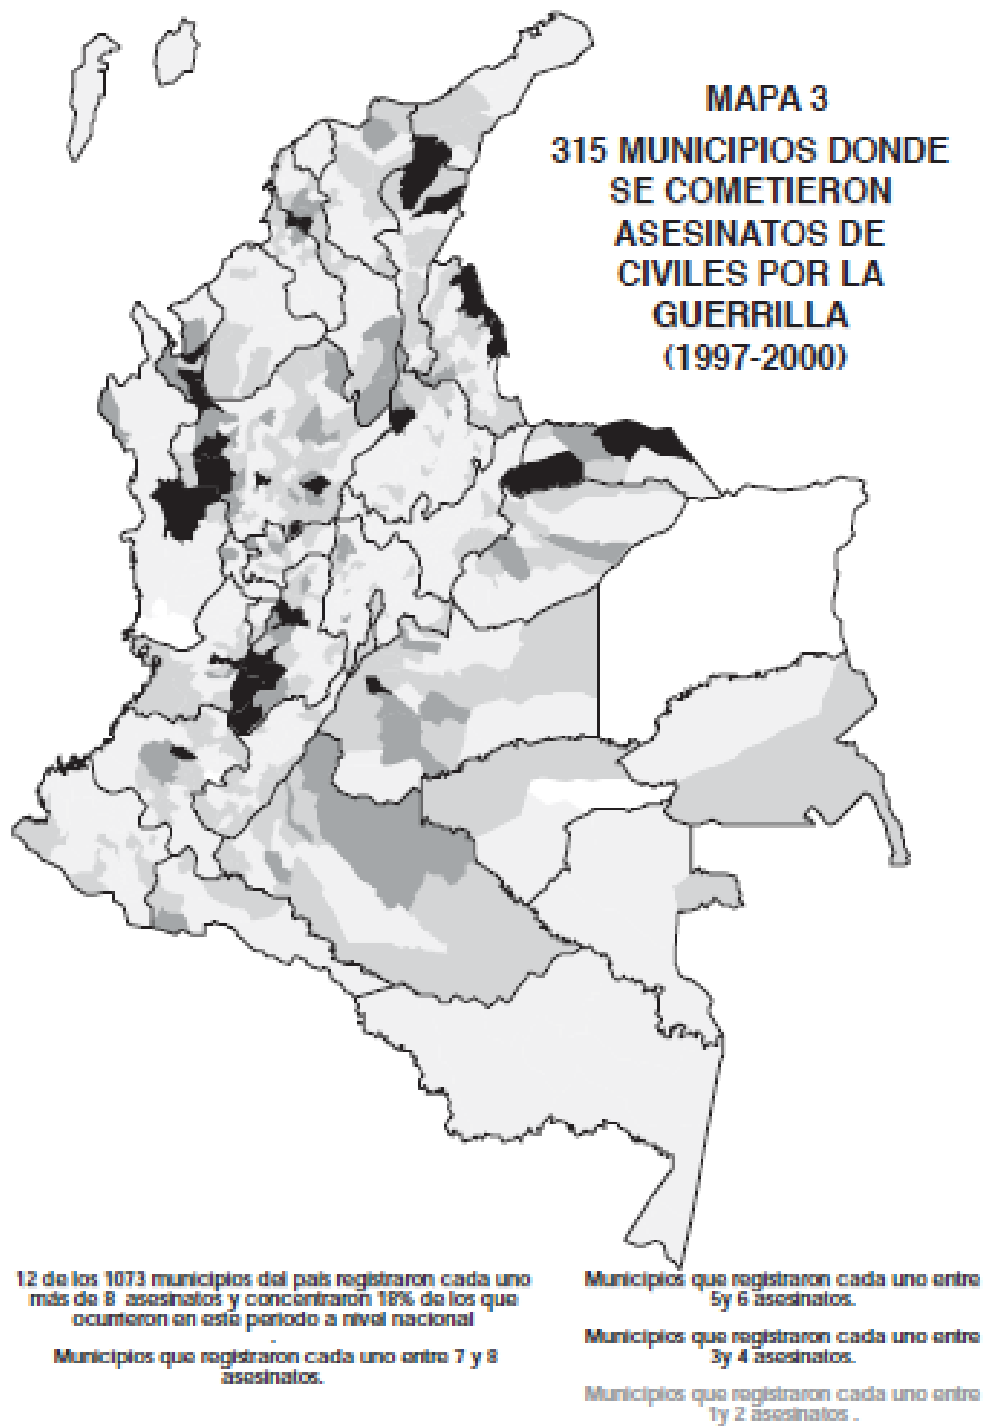 MAPA 3
315 MUNICIPIOS DONDE
SE COMETIERON
ASESINATOS DE
CIVILES POR LA
GUERRILLA
(1997-2000)
12 de los 1073 municipios del país registraron cada uno
más de 8 asesinatos y concentraron 18% de los que
ocurrieron en este periodo a nivel nacional
.
Municipios que registraron cada uno entre 7 y 8
asesinatos.
Municipios que registraron cada uno entre
5y 6 asesinatos.
Municipios que registraron cada uno entre
3y 4 asesinatos.
Municipios que registraron cada uno entre
1y 2 asesinatos .